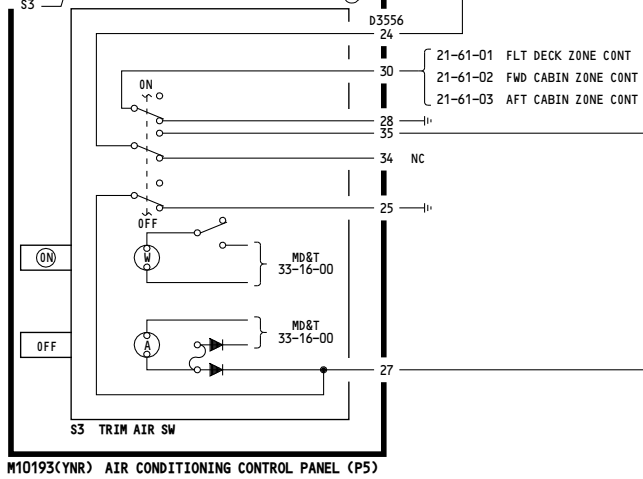 S3
D3556
24
30
21-61-01 FLT DECK ZONE CONT
21-61-02 FWD CABIN ZONE CONT
21-61-03 AFT CABIN ZONE CONT
ON
28
35
34 NC
25
OFF
ON
W
MD&T
33-16-00
OFF
A
MD&T
33-16-00
27
S3 TRIM AIR SW
M10193(YNR) AIR CONDITIONING CONTROL PANEL (P5)